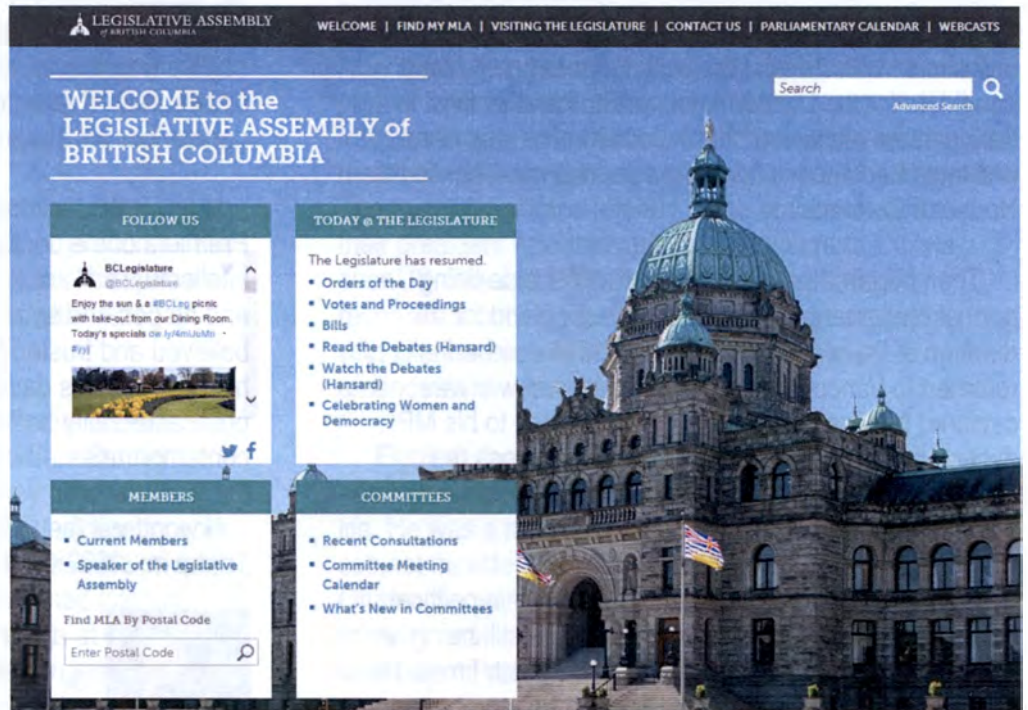 LEGISLATIVE ASSEMBLY
of BRITISH COLUMBIA
WELCOME | FIND MY MLA | VISITING THE LEGISLATURE | CONTACT US | PARLIAMENTARY CALENDAR | WEBCASTS
Search
Advanced Search
WELCOME to the
LEGISLATIVE ASSEMBLY of
BRITISH COLUMBIA
FOLLOW US
BCLegislature
@BCLegislature
Enjoy the sun & a #BCLeg picnic
with take-out from our Dining Room.
Today's specials
#yyj
TODAY @ THE LEGISLATURE
The Legislature has resumed.
▪ Orders of the Day
▪ Votes and Proceedings
▪ Bills
▪ Read the Debates (Hansard)
▪ Watch the Debates
(Hansard)
▪ Celebrating Women and
Democracy
MEMBERS
▪ Current Members
▪ Speaker of the Legislative
Assembly
Find MLA By Postal Code
Enter Postal Code
COMMITTEES
▪ Recent Consultations
▪ Committee Meeting
Calendar
▪ What's New in Committees